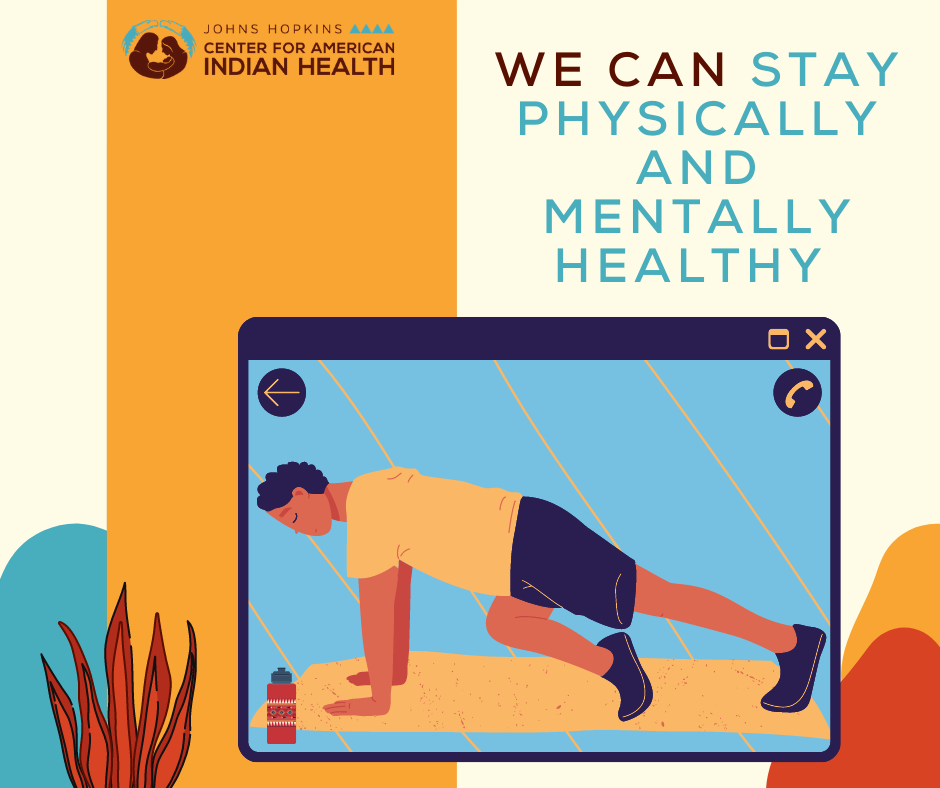 JOHNS HOPKINS
CENTER FOR AMERICAN
INDIAN HEALTH
WE CAN STAY
PHYSICALLY
AND
MENTALLY
HEALTHY